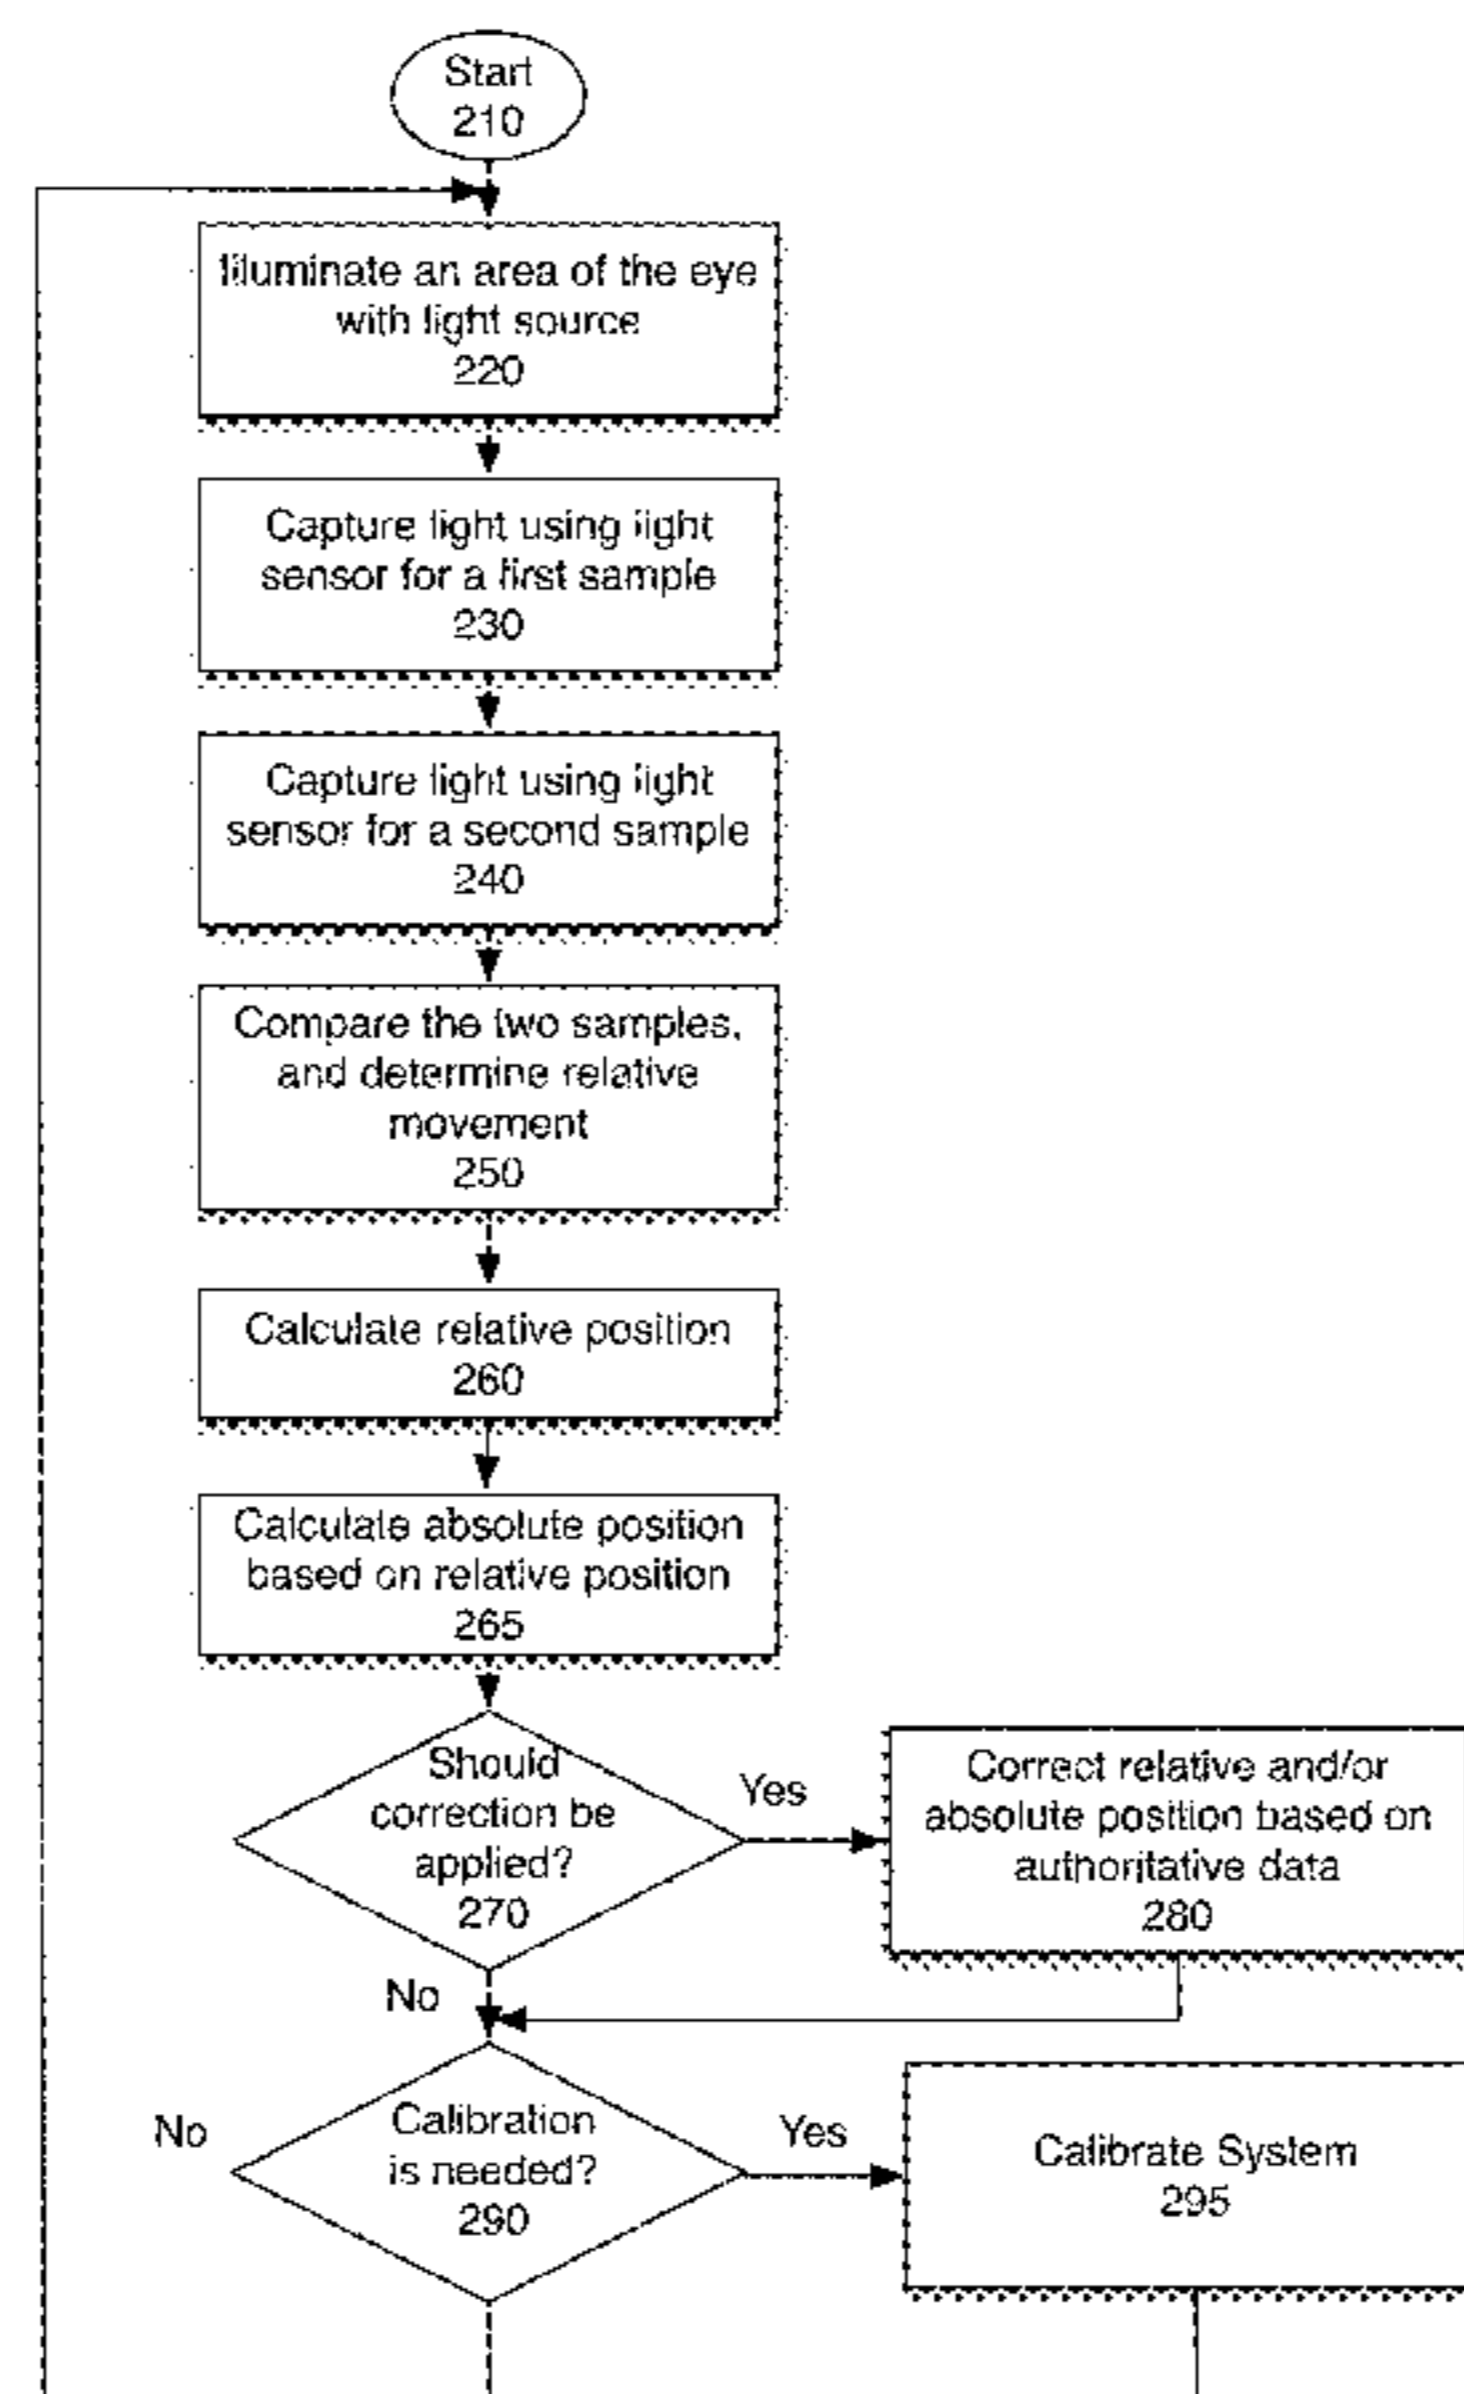 Start
210
Illuminate an area of the eye
with light source
220
Capture light using light
sensor for a first sample
230
Capture light using light
sensor for a second sample
240
Compare the two samples,
and determine relative
movement
250
Calculate relative position
260
Calculate absolute position
based on relative position
265
Should
correction be
applied?
270
Yes
Correct relative and/or
absolute position based on
authoritative data
280
No
No
Calibration
is needed?
290
Yes
Calibrate System
295